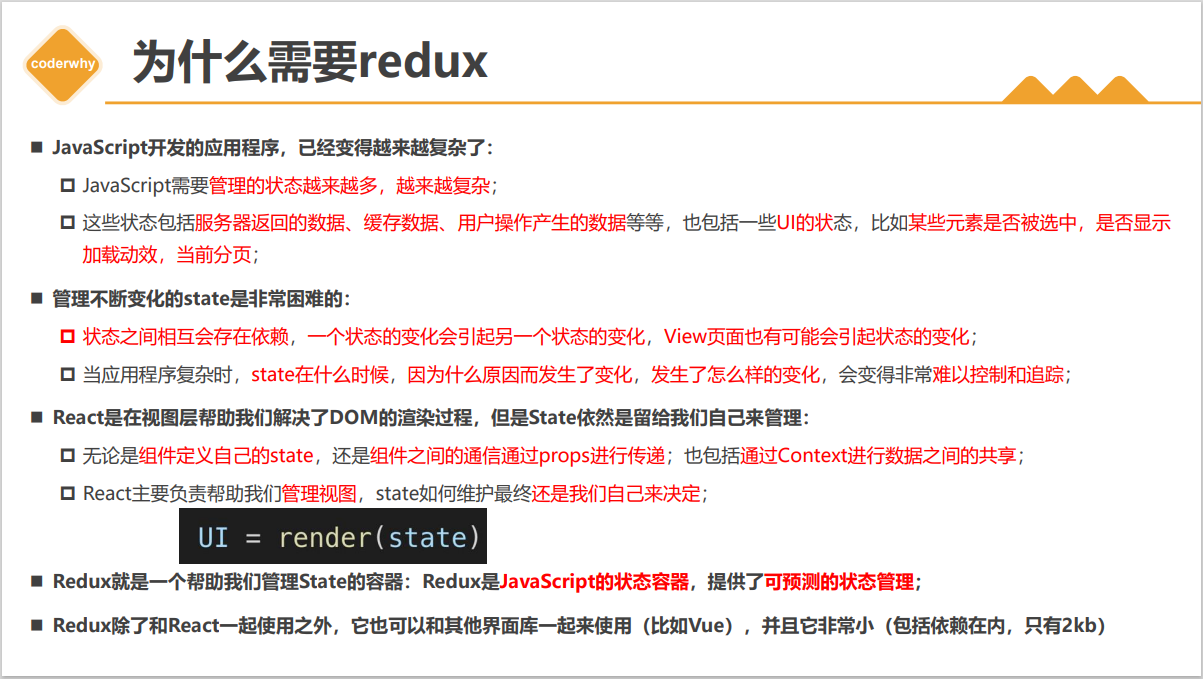 coderwhy
为什么需要redux
JavaScript开发的应用程序，已经变得越来越复杂了：
JavaScript需要管理的状态越来越多，越来越复杂；
这些状态包括服务器返回的数据、缓存数据、用户操作产生的数据等等，也包括一些UI的状态，比如某些元素是否被选中，是否显示
加载动效，当前分页；
管理不断变化的state是非常困难的：
状态之间相互会存在依赖，一个状态的变化会引起另一个状态的变化，View页面也有可能会引起状态的变化；
当应用程序复杂时，state在什么时候，因为什么原因而发生了变化，发生了怎么样的变化，会变得非常难以控制和追踪；
React是在视图层帮助我们解决了DOM的渲染过程，但是State依然是留给我们自己来管理：
无论是组件定义自己的state，还是组件之间的通信通过props进行传递；也包括通过Context进行数据之间的共享；
React主要负责帮助我们管理视图，state如何维护最终还是我们自己来决定；
UI = render(state)
Redux就是一个帮助我们管理State的容器：Redux是JavaScript的状态容器，提供了可预测的状态管理；
Redux除了和React一起使用之外，它也可以和其他界面库一起来使用（比如Vue），并且它非常小（包括依赖在内，只有2kb）